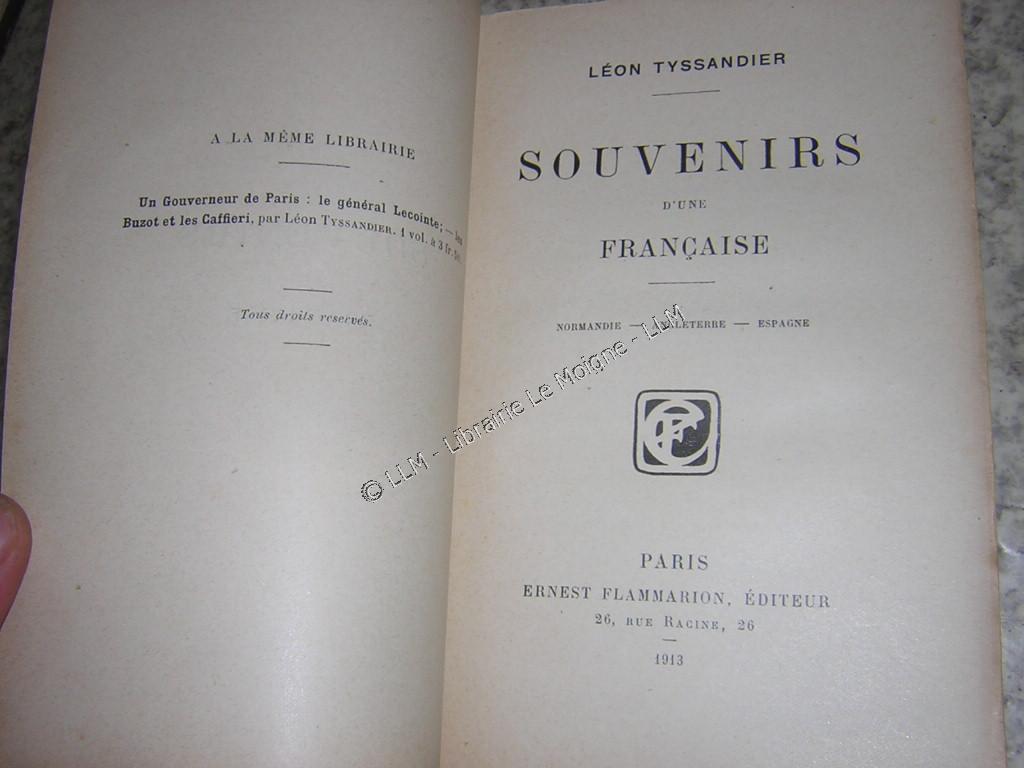 A LA MÊME LIBRAIRIE
Un Gouverneur de Paris : le général Lecointe; — les
Buzot et les Caffieri, par LÉON TYSSANDIER. 1 vol. à 3 fr.
Tous droits reservés.
LÉON TYSSANDIER
SOUVENIRS
D'UNE
FRANÇAISE
NORMANDIE — ANGLETERRE — ESPAGNE
PARIS
ERNEST FLAMMARION, ÉDITEUR
26, RUE RACINE, 26
1913
© LLM - Librairie Le Moigne - LLM